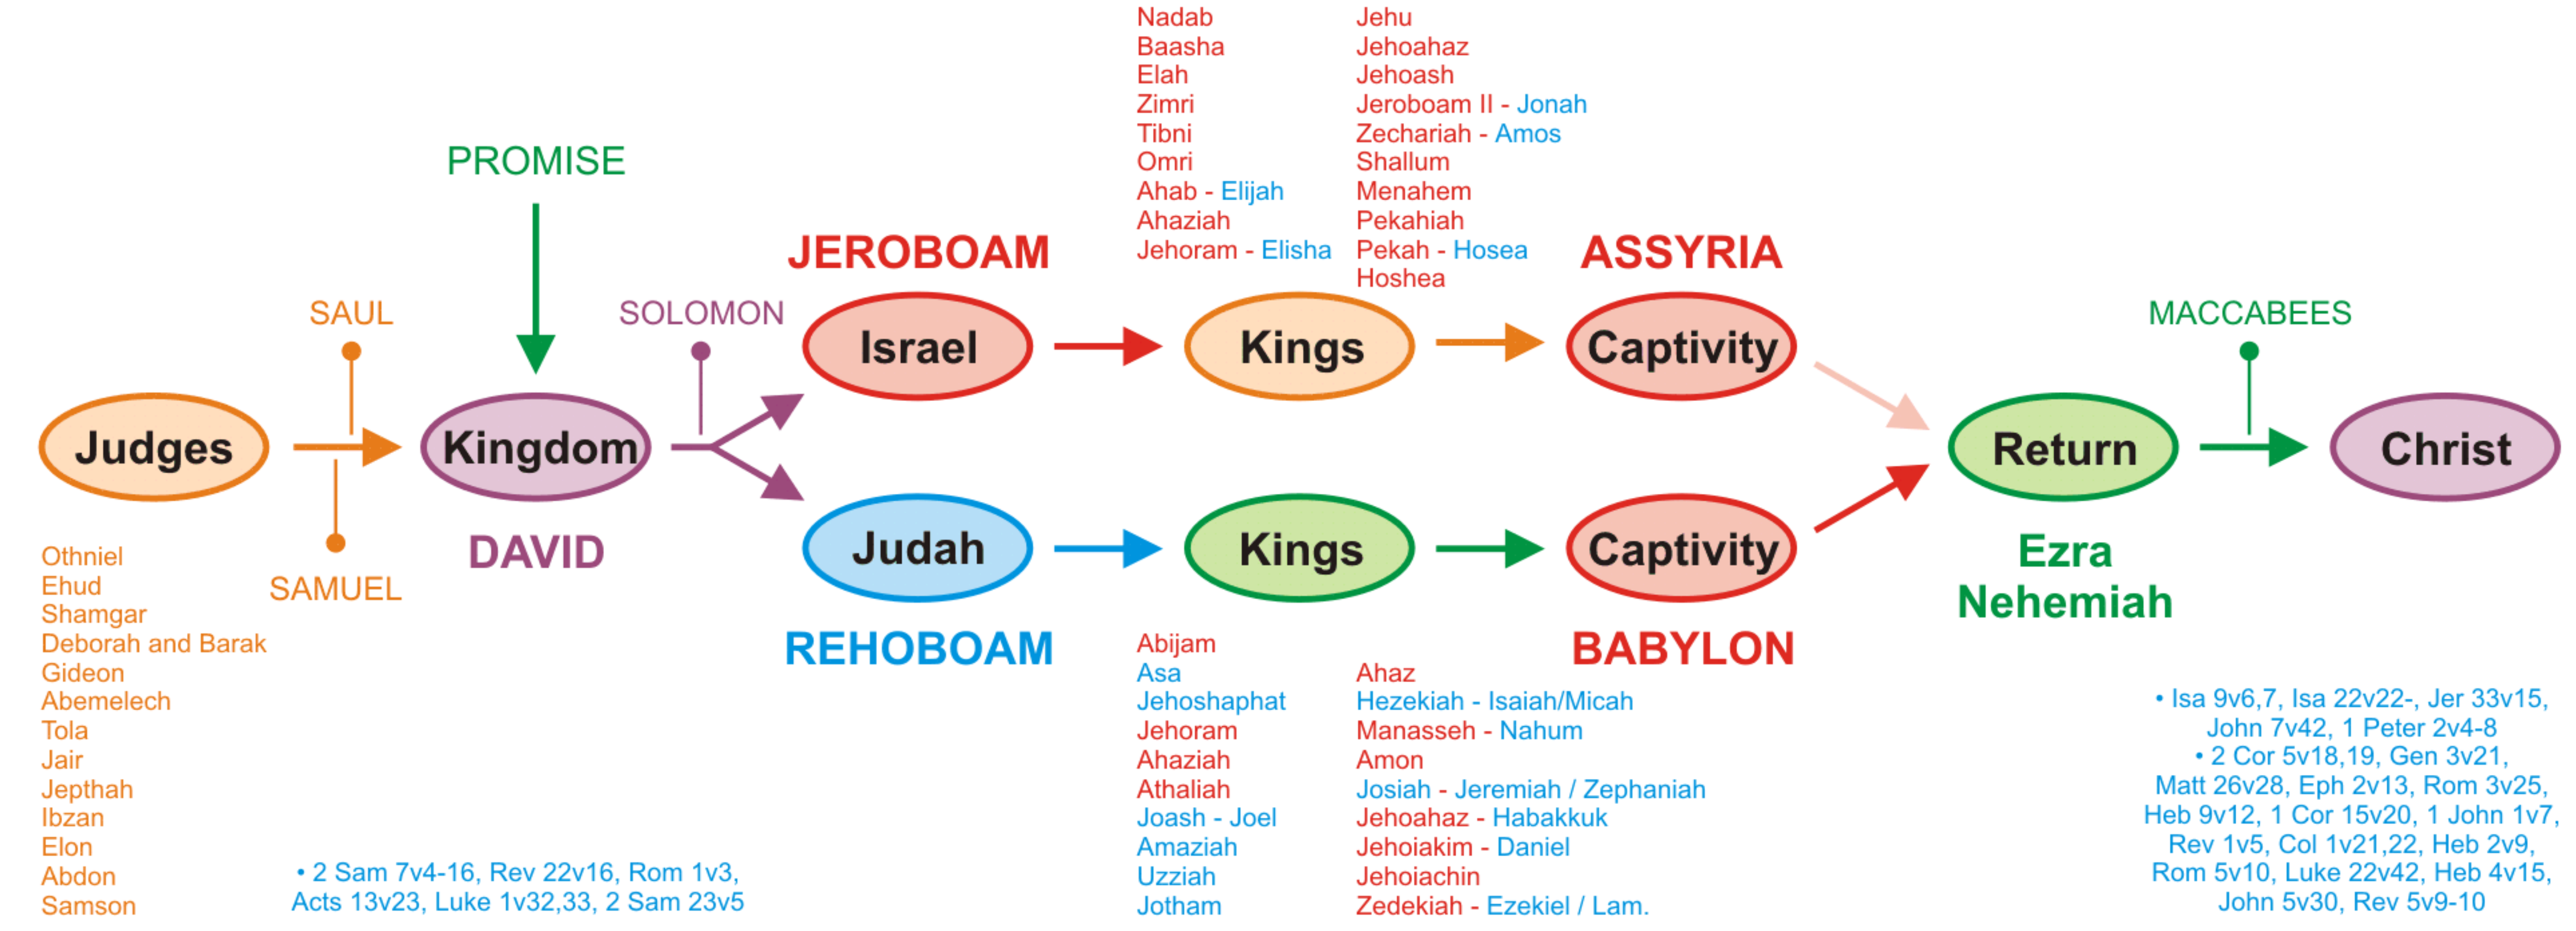 Nadab
Baasha
Elah
Zimri
Tibni
Omri
Ahab - Elijah
Ahaziah
Jehoram - Elisha
Jehu
Jehoahaz
Jehoash
Jeroboam II - Jonah
Zechariah - Amos
Shallum
Menahem
Pekahiah
Pekah - Hosea
Hoshea
PROMISE
SAUL
SOLOMON
JEROBOAM
ASSYRIA
MACCABEES
Israel
Kings
Captivity
Judges
Kingdom
Return
Christ
Judah
Kings
Captivity
SAMUEL
DAVID
REHOBOAM
BABYLON
Ezra
Nehemiah
Othniel
Ehud
Shamgar
Deborah and Barak
Gideon
Abemelech
Tola
Jair
Jepthah
Ibzan
Elon
Abdon
Samson
• 2 Sam 7v4-16, Rev 22v16, Rom 1v3,
Acts 13v23, Luke 1v32,33, 2 Sam 23v5
Abijam
Asa
Jehoshaphat
Jehoram
Ahaziah
Athaliah
Joash - Joel
Amaziah
Uzziah
Jotham
Ahaz
Hezekiah - Isaiah/Micah
Manasseh - Nahum
Amon
Josiah - Jeremiah / Zephaniah
Jehoahaz - Habakkuk
Jehoiakim - Daniel
Jehoiachin
Zedekiah - Ezekiel / Lam.
• Isa 9v6,7, Isa 22v22-, Jer 33v15,
John 7v42, 1 Peter 2v4-8
• 2 Cor 5v18,19, Gen 3v21,
Matt 26v28, Eph 2v13, Rom 3v25,
Heb 9v12, 1 Cor 15v20, 1 John 1v7,
Rev 1v5, Col 1v21,22, Heb 2v9,
Rom 5v10, Luke 22v42, Heb 4v15,
John 5v30, Rev 5v9-10